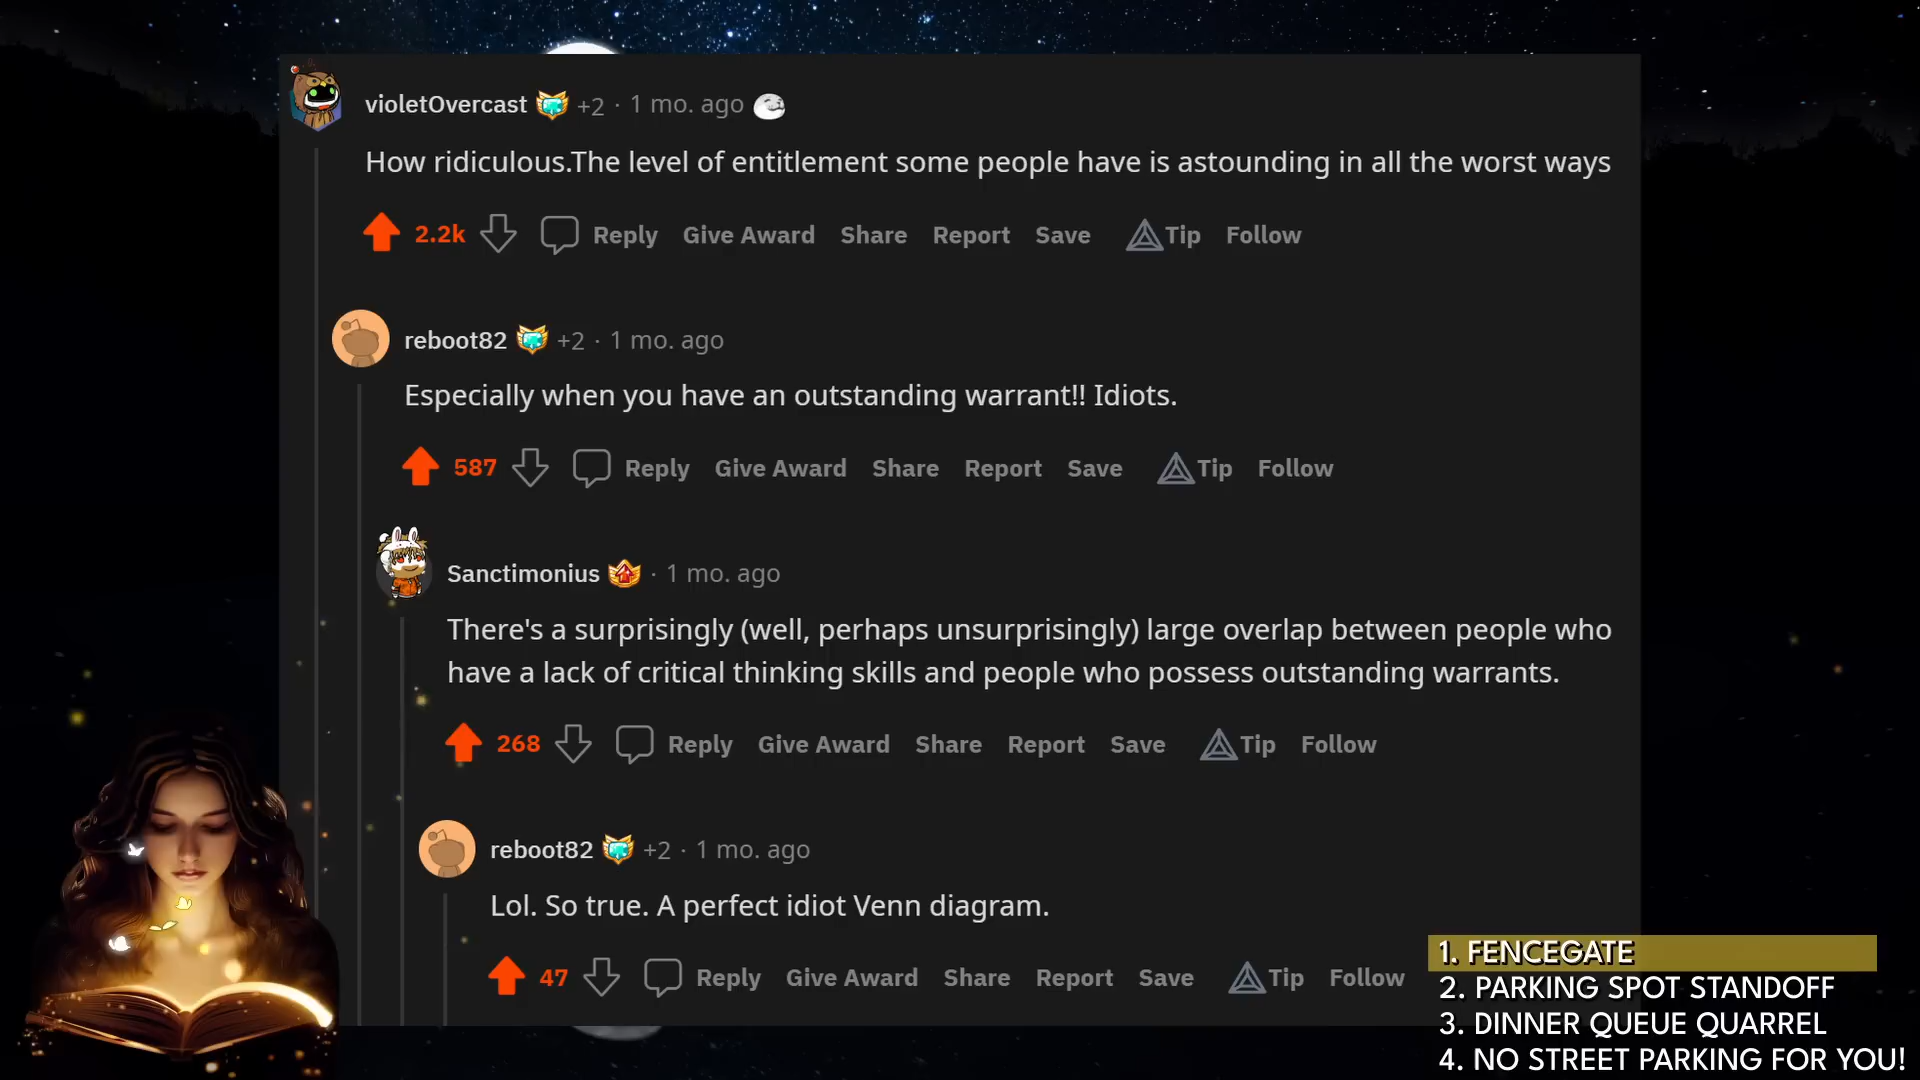 violetOvercast +2 · 1 mo. ago
How ridiculous.The level of entitlement some people have is astounding in all the worst ways
2.2k Reply Give Award Share Report Save Tip Follow
reboot82 +2 · 1 mo. ago
Especially when you have an outstanding warrant!! Idiots.
587 Reply Give Award Share Report Save Tip Follow
Sanctimonius · 1 mo. ago
There's a surprisingly (well, perhaps unsurprisingly) large overlap between people who
have a lack of critical thinking skills and people who possess outstanding warrants.
268 Reply Give Award Share Report Save Tip Follow
reboot82 +2 · 1 mo. ago
Lol. So true. A perfect idiot Venn diagram.
47 Reply Give Award Share Report Save Tip Follow
1. FENCEGATE
2. PARKING SPOT STANDOFF
3. DINNER QUEUE QUARREL
4. NO STREET PARKING FOR YOU!